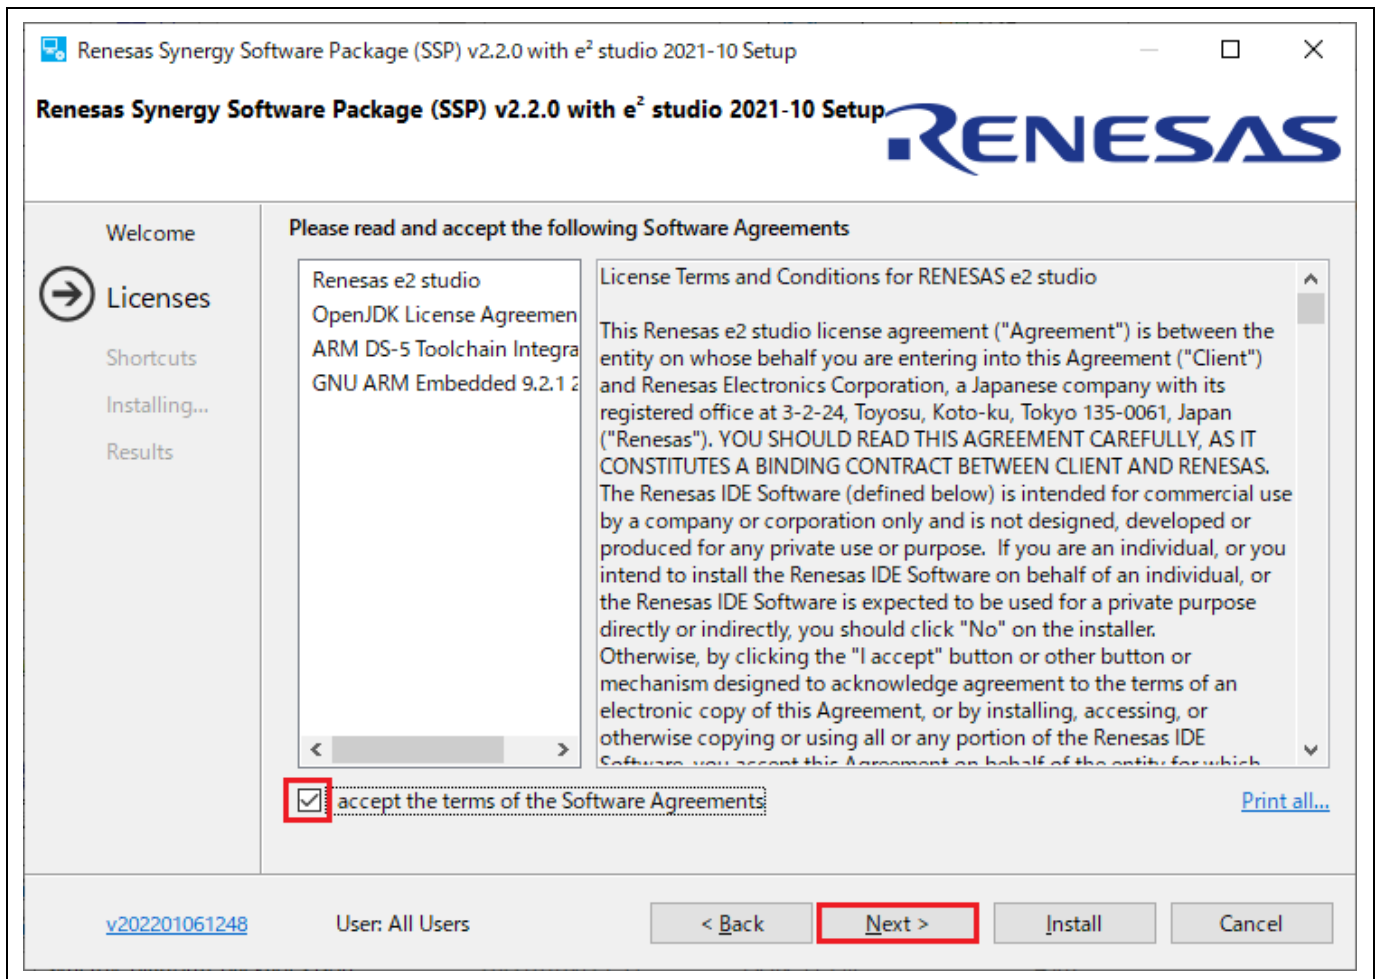 Renesas Synergy Software Package (SSP) v2.2.0 with e² studio 2021-10 Setup
Renesas Synergy Software Package (SSP) v2.2.0 with e² studio 2021-10 Setup
RENESAS
Welcome
Licenses
Shortcuts
Installing...
Results
Please read and accept the following Software Agreements
Renesas e2 studio
OpenJDK License Agreemen
ARM DS-5 Toolchain Integra
GNU ARM Embedded 9.2.1 2
License Terms and Conditions for RENESAS e2 studio
This Renesas e2 studio license agreement ("Agreement") is between the
entity on whose behalf you are entering into this Agreement ("Client")
and Renesas Electronics Corporation, a Japanese company with its
registered office at 3-2-24, Toyosu, Koto-ku, Tokyo 135-0061, Japan
("Renesas"). YOU SHOULD READ THIS AGREEMENT CAREFULLY, AS IT
CONSTITUTES A BINDING CONTRACT BETWEEN CLIENT AND RENESAS.
The Renesas IDE Software (defined below) is intended for commercial use
by a company or corporation only and is not designed, developed or
produced for any private use or purpose.  If you are an individual, or you
intend to install the Renesas IDE Software on behalf of an individual, or
the Renesas IDE Software is expected to be used for a private purpose
directly or indirectly, you should click "No" on the installer.
Otherwise, by clicking the "I accept" button or other button or
mechanism designed to acknowledge agreement to the terms of an
electronic copy of this Agreement, or by installing, accessing, or
otherwise copying or using all or any portion of the Renesas IDE
Software, you accept this Agreement on behalf of the entity for which
accept the terms of the Software Agreements
Print all...
v202201061248
User: All Users
< Back
Next >
Install
Cancel